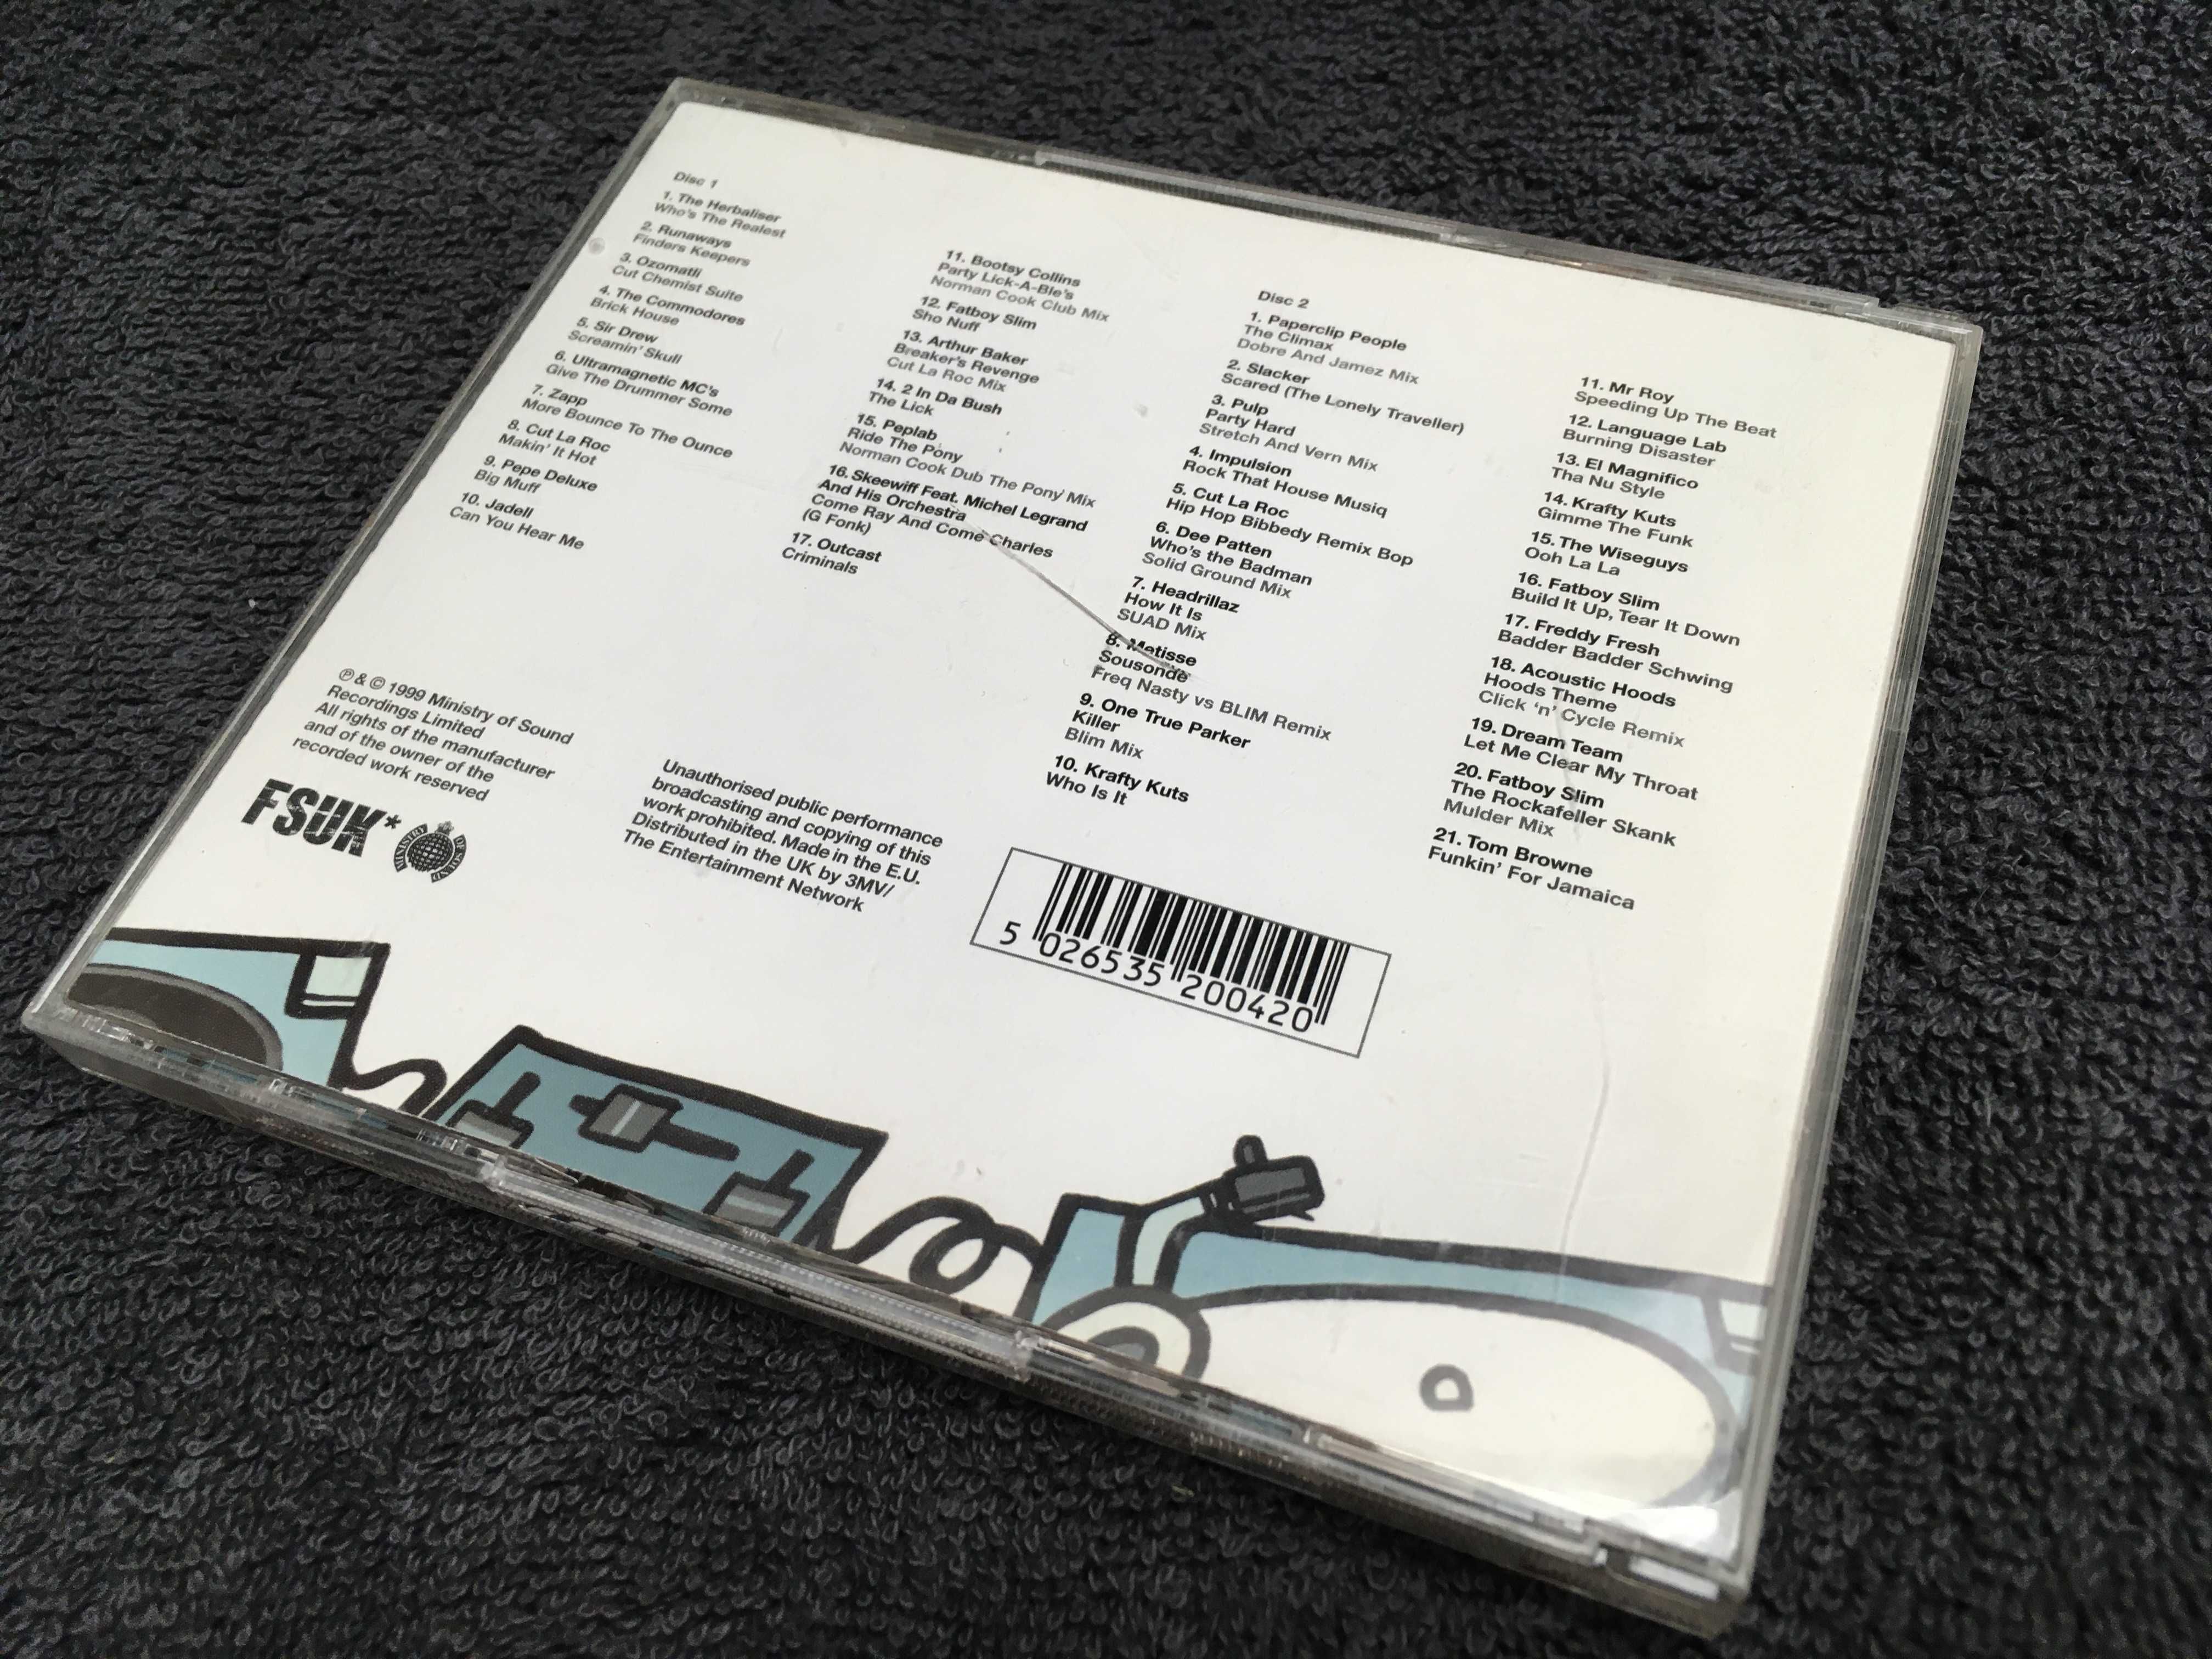 Disc 1
1. The Herbaliser
Who's The Realest
2. Runaways
Finders Keepers
3. Ozomatli
Cut Chemist Suite
4. The Commodores
Brick House
5. Sir Drew
Screamin' Skull
6. Ultramagnetic MC's
Give The Drummer Some
7. Zapp
More Bounce To The Ounce
8. Cut La Roc
Makin' It Hot
9. Pepe Deluxe
Big Muff
10. Jadell
Can You Hear Me
11. Bootsy Collins
Party Lick-A-Ble's
Norman Cook Club Mix
12. Fatboy Slim
Sho Nuff
13. Arthur Baker
Breaker's Revenge
Cut La Roc Mix
14. 2 In Da Bush
The Lick
15. Peplab
Ride The Pony
Norman Cook Dub The Pony Mix
16. Skeewiff Feat. Michel Legrand
And His Orchestra
Come Ray And Come Charles
(G Fonk)
17. Outcast
Criminals
Disc 2
1. Paperclip People
The Climax
Dobre And Jamez Mix
2. Slacker
Scared (The Lonely Traveller)
3. Pulp
Party Hard
Stretch And Vern Mix
4. Impulsion
Rock That House Musiq
5. Cut La Roc
Hip Hop Bibbedy Remix Bop
6. Dee Patten
Who's the Badman
Solid Ground Mix
7. Headrillaz
How It Is
SUAD Mix
8. Metisse
Sousonde
Freq Nasty vs BLIM Remix
9. One True Parker
Killer
Blim Mix
10. Krafty Kuts
Who Is It
11. Mr Roy
Speeding Up The Beat
12. Language Lab
Burning Disaster
13. El Magnifico
Tha Nu Style
14. Krafty Kuts
Gimme The Funk
15. The Wiseguys
Ooh La La
16. Fatboy Slim
Build It Up, Tear It Down
17. Freddy Fresh
Badder Badder Schwing
18. Acoustic Hoods
Hoods Theme
Click 'n' Cycle Remix
19. Dream Team
Let Me Clear My Throat
20. Fatboy Slim
The Rockafeller Skank
Mulder Mix
21. Tom Browne
Funkin' For Jamaica
℗ & © 1999 Ministry of Sound
Recordings Limited
All rights of the manufacturer
and of the owner of the
recorded work reserved
FSUK*
MINISTRY OF SOUND
Unauthorised public performance
broadcasting and copying of this
work prohibited. Made in the E.U.
Distributed in the UK by 3MV/
The Entertainment Network
5 026535 200420